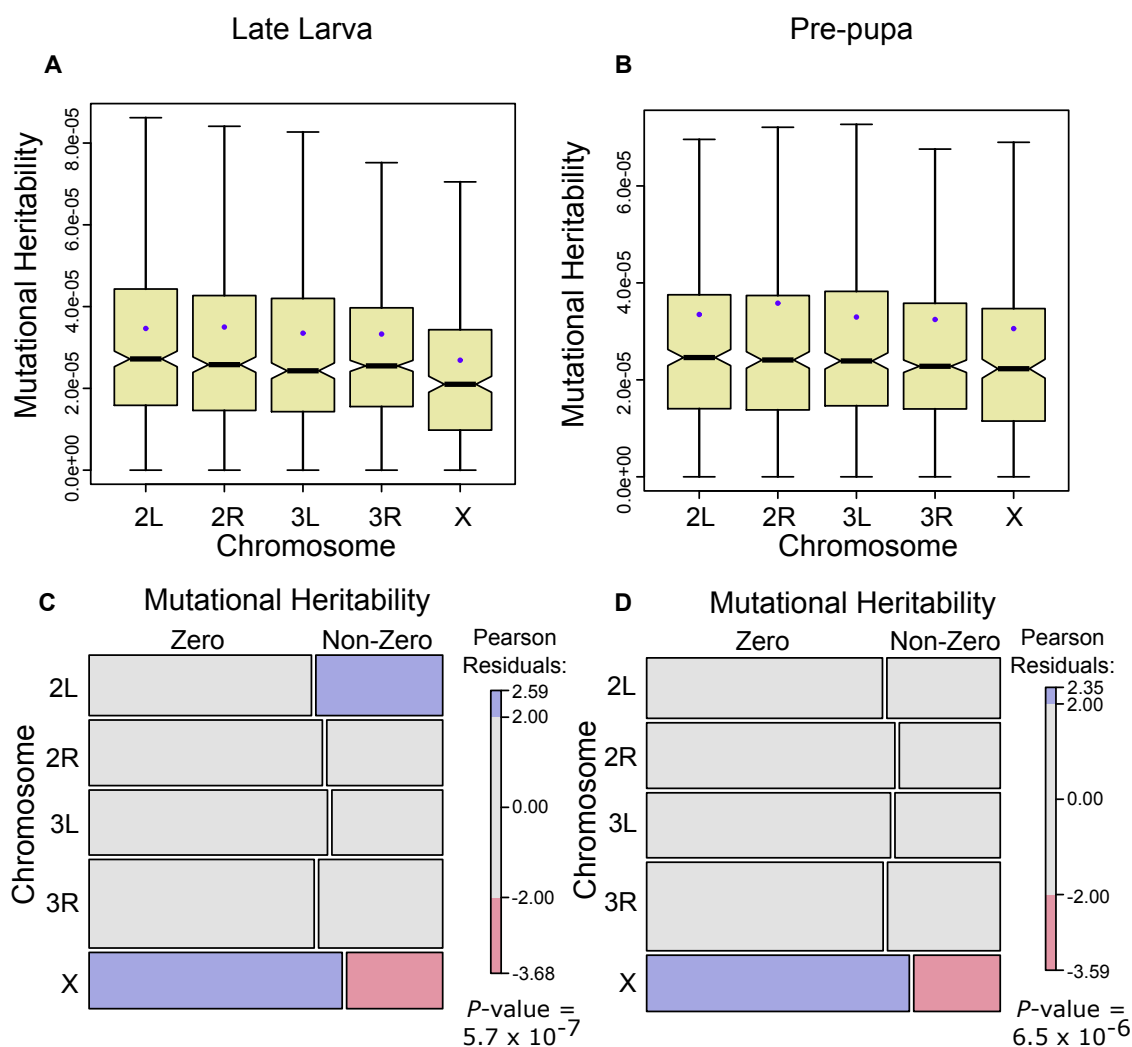 Late Larva
Pre-pupa
A
B
Mutational Heritability
0.0e+00
2.0e-05
4.0e-05
6.0e-05
8.0e-05
2L
2R
3L
3R
X
Chromosome
Mutational Heritability
0.0e+00
2.0e-05
4.0e-05
6.0e-05
2L
2R
3L
3R
X
Chromosome
C
Mutational Heritability
Zero
Non-Zero
Chromosome
2L
2R
3L
3R
X
Pearson
Residuals:
2.59
2.00
0.00
-2.00
-3.68
P-value =
5.7 x 10-7
D
Mutational Heritability
Zero
Non-Zero
Chromosome
2L
2R
3L
3R
X
Pearson
Residuals:
2.35
2.00
0.00
-2.00
-3.59
P-value =
6.5 x 10-6